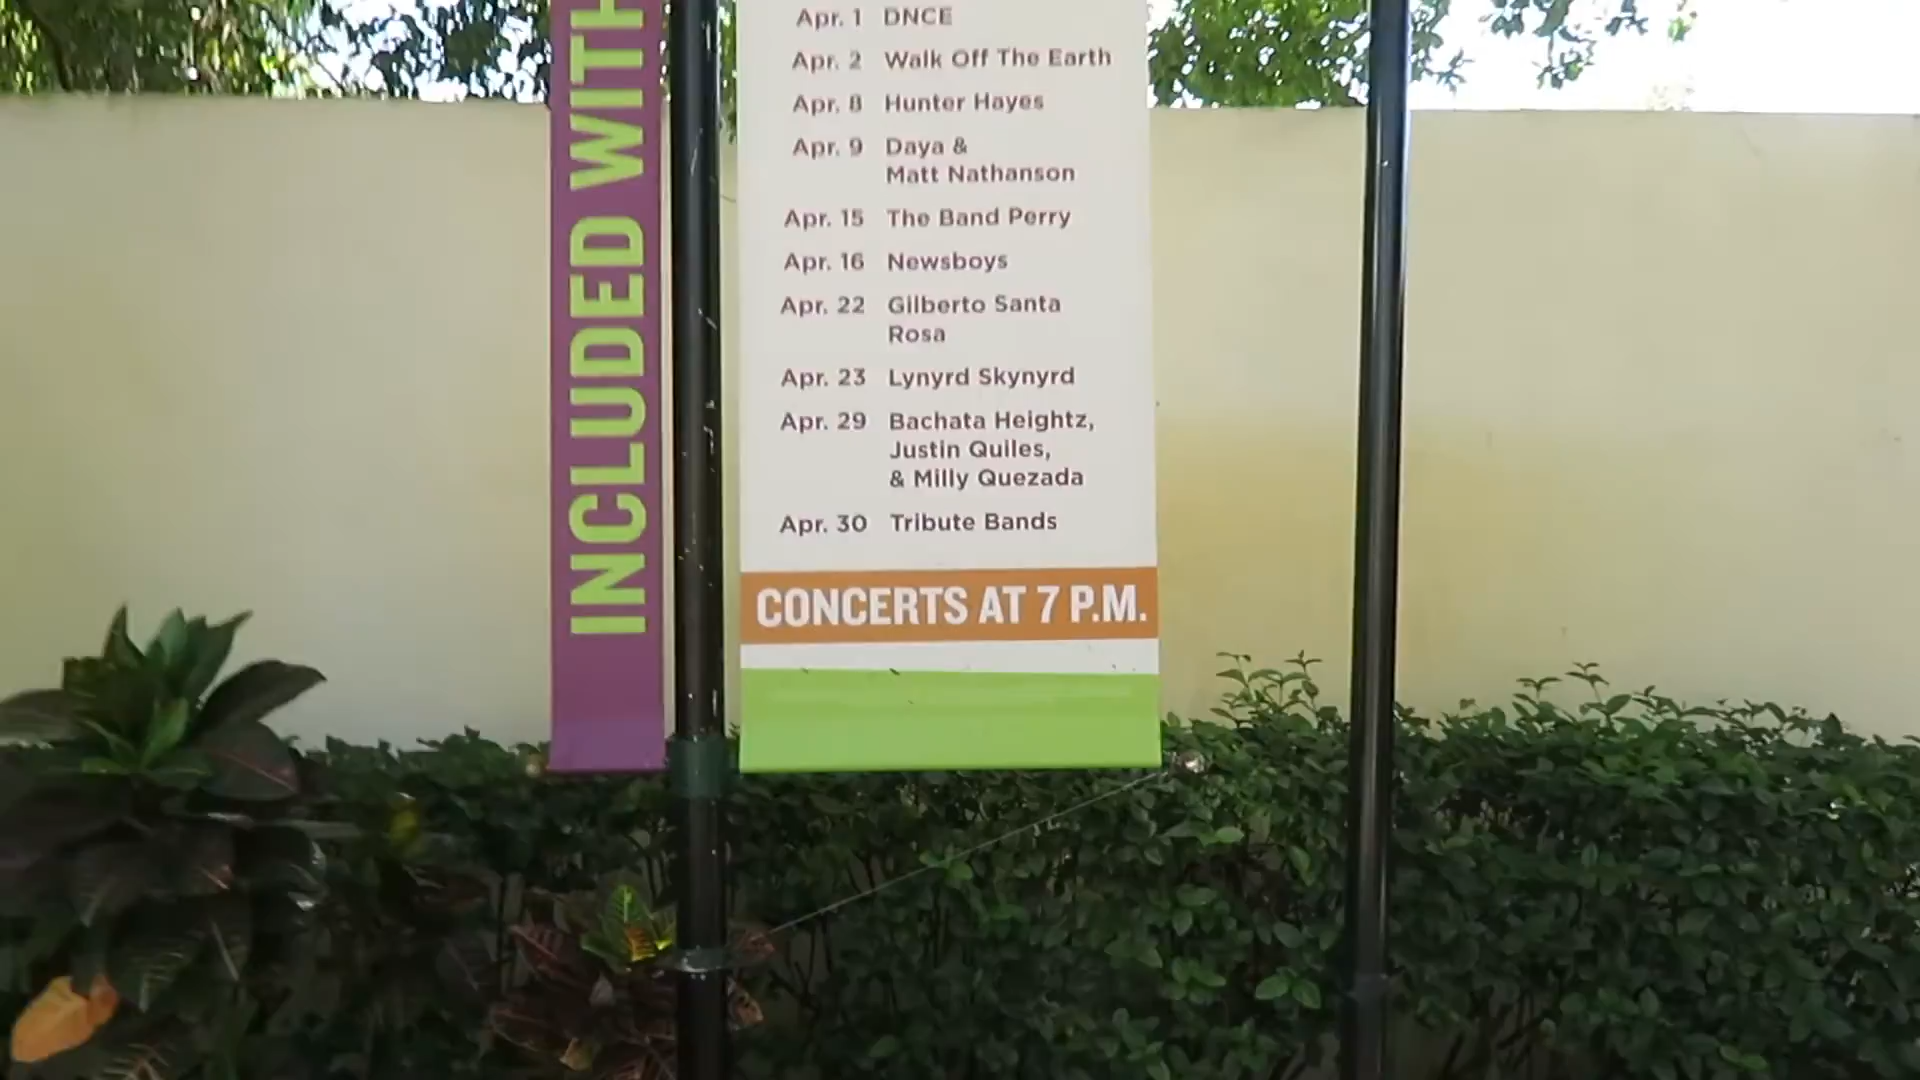 INCLUDED WITH
Apr. 1 DNCE
Apr. 2 Walk Off The Earth
Apr. 8 Hunter Hayes
Apr. 9 Daya &
Matt Nathanson
Apr. 15 The Band Perry
Apr. 16 Newsboys
Apr. 22 Gilberto Santa
Rosa
Apr. 23 Lynyrd Skynyrd
Apr. 29 Bachata Heightz,
Justin Quiles,
& Milly Quezada
Apr. 30 Tribute Bands
CONCERTS AT 7 P.M.